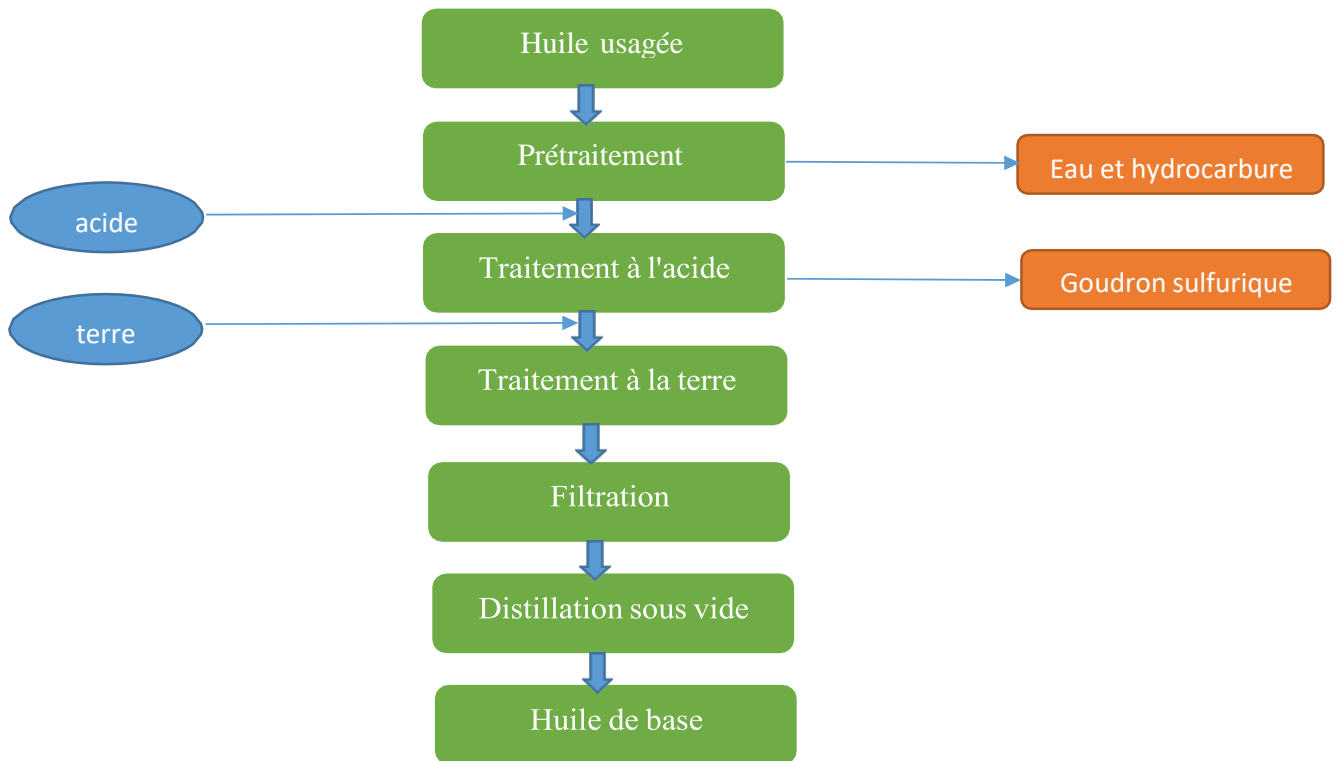 Huile usagée
Prétraitement
Eau et hydrocarbure
acide
Traitement à l'acide
Goudron sulfurique
terre
Traitement à la terre
Filtration
Distillation sous vide
Huile de base